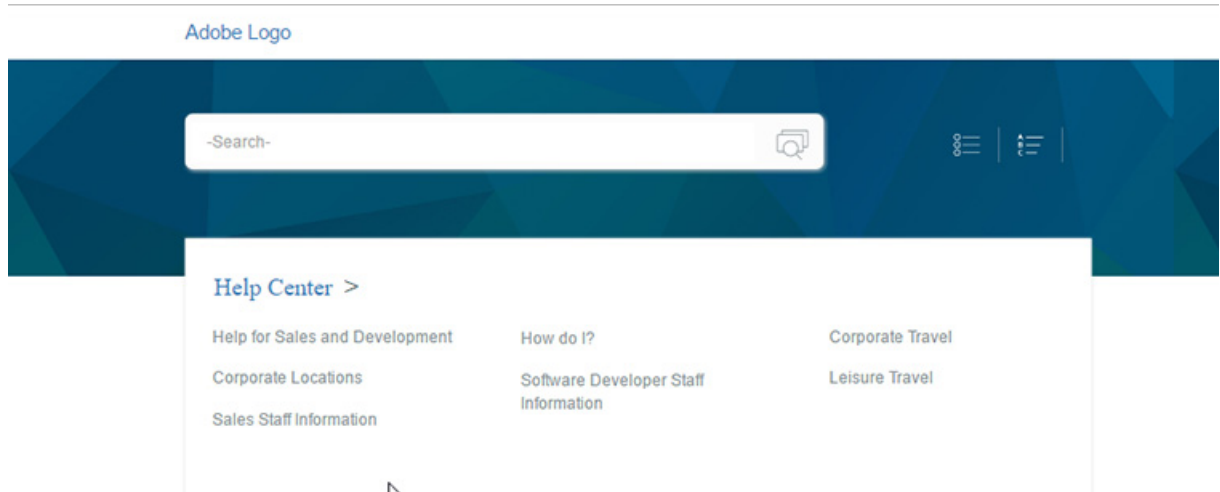 Adobe Logo
-Search-
A
B
C
Help Center >
Help for Sales and Development
Corporate Locations
Sales Staff Information
How do I?
Software Developer Staff
Information
Corporate Travel
Leisure Travel